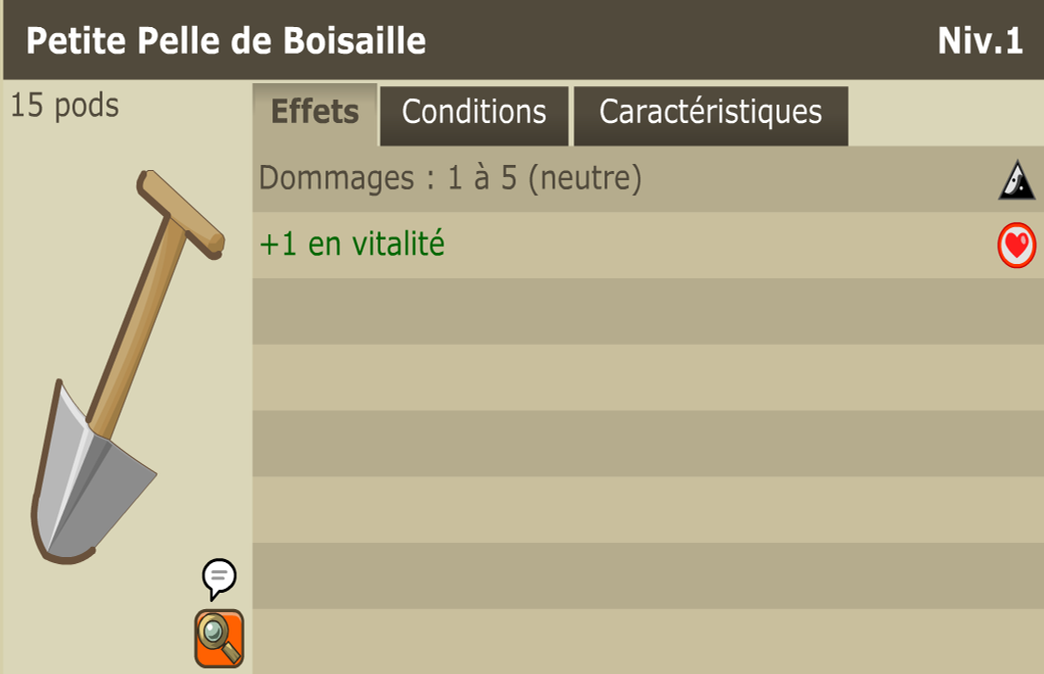 Petite Pelle de Boisaille
Niv.1
15 pods
Effets
Conditions
Caractéristiques
Dommages : 1 à 5 (neutre)
+1 en vitalité